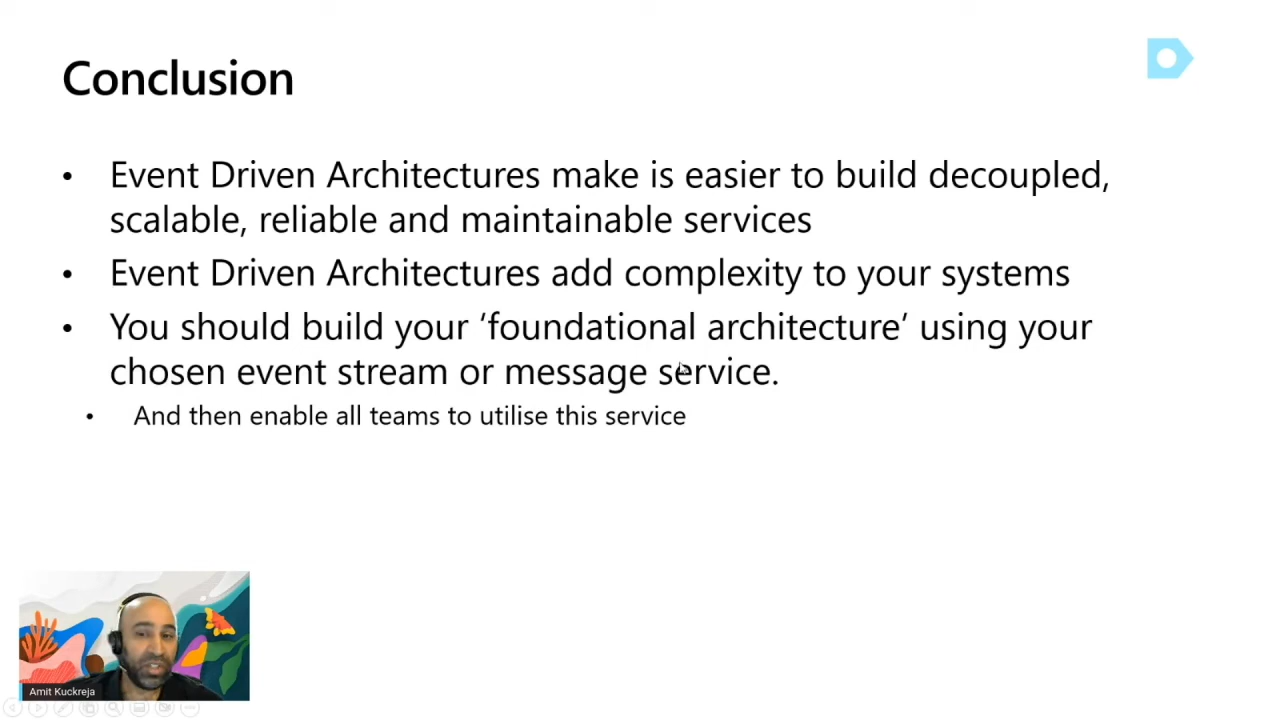 Conclusion
• Event Driven Architectures make is easier to build decoupled,
scalable, reliable and maintainable services
• Event Driven Architectures add complexity to your systems
• You should build your ‘foundational architecture’ using your
chosen event stream or message service.
• And then enable all teams to utilise this service
Amit Kuckreja